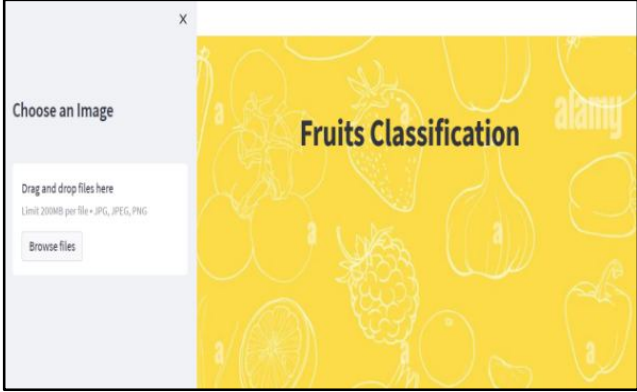 X
Choose an Image
Drag and drop files here
Limit 200MB per file • JPG, JPEG, PNG
Browse files
Fruits Classification
alamy
a
a
a
a
a
a
a